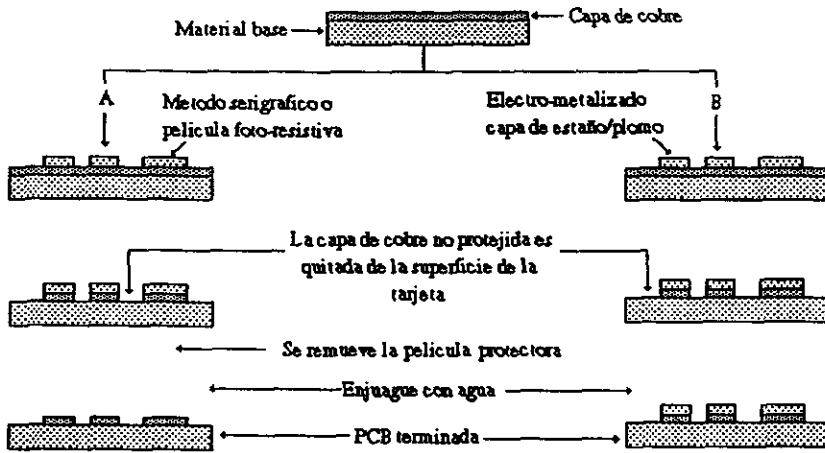 Material base
Capa de cobre
A
Metodo serigrafico o
pelicula foto-resistiva
Electro-metalizado
capa de estaño/plomo
B
La capa de cobre no protejida es
quitada de la superficie de la
tarjeta
Se remueve la pelicula protectora
Enjuague con agua
PCB terminada